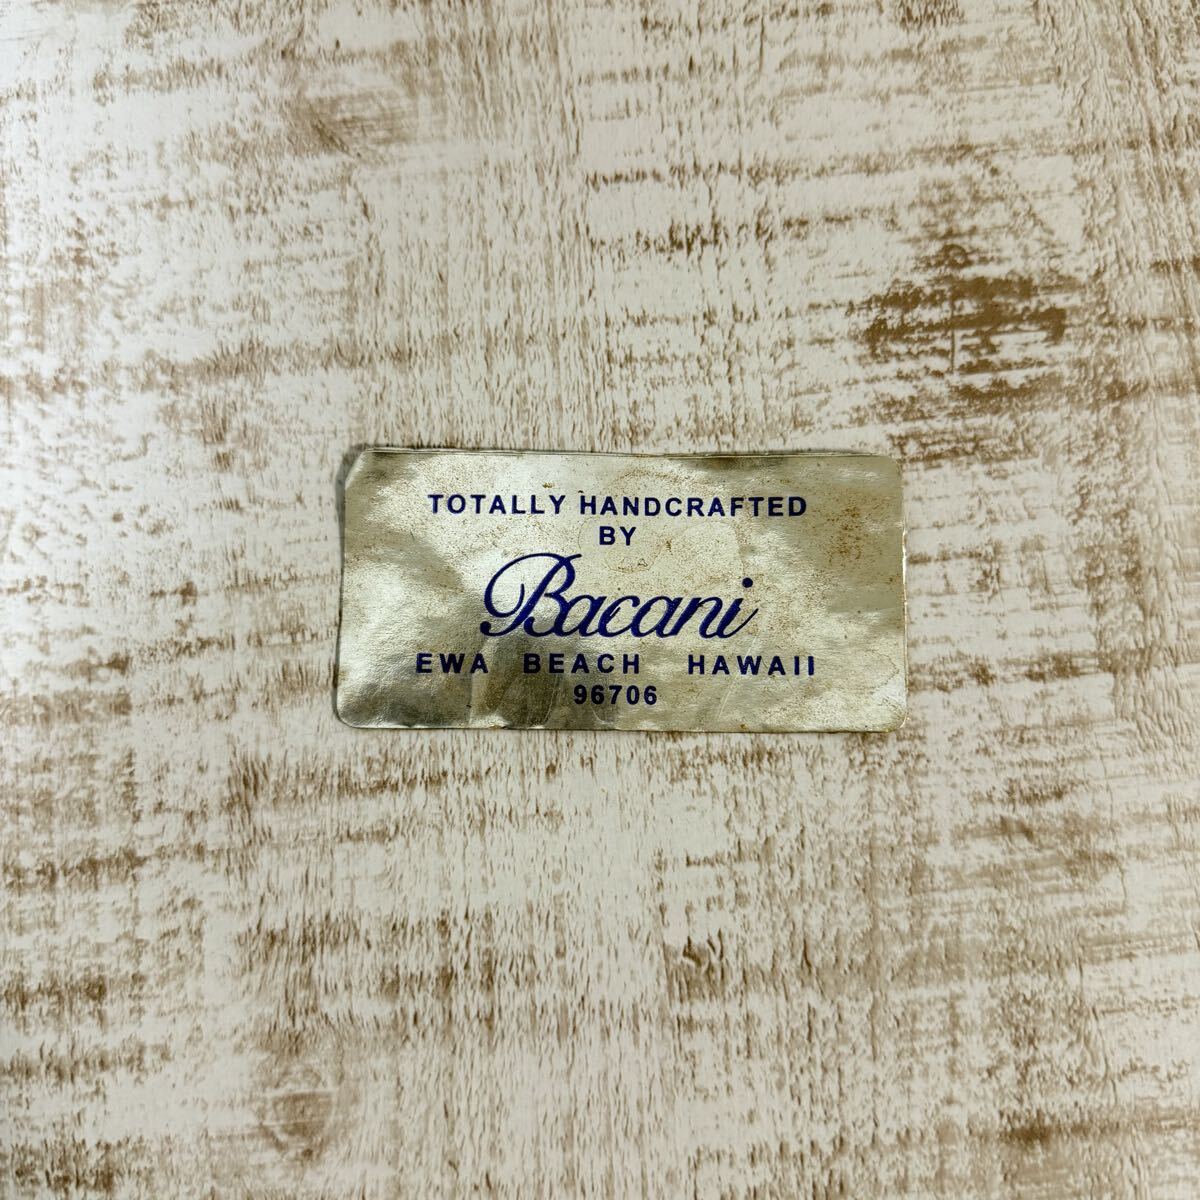 TOTALLY HANDCRAFTED
BY
Bacani
EWA BEACH HAWAII
96706